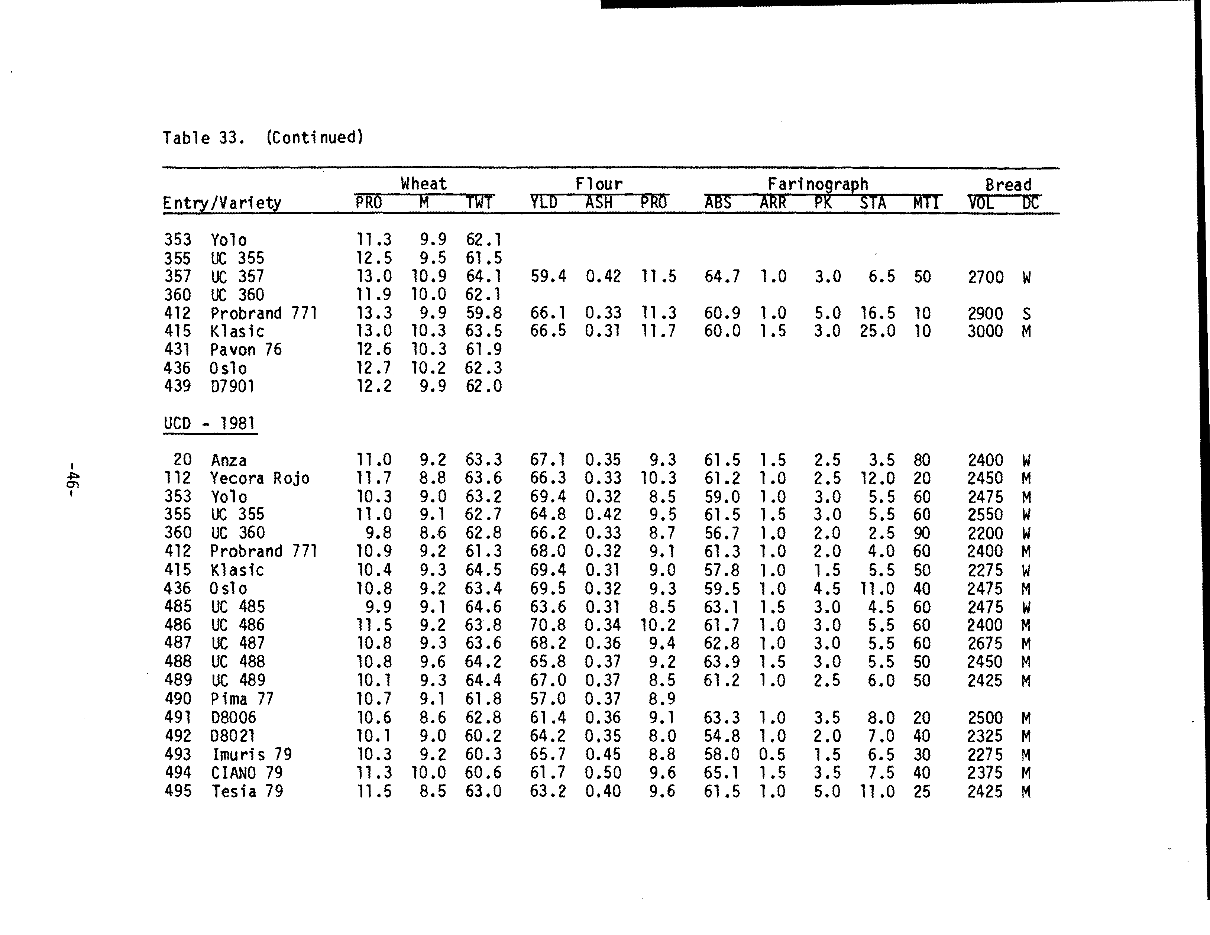 Table 33. (Continued)
Wheat Flour Farinograph Bread
Entry/Variety PRO M TWT YLD ASH PRO ABS ARR PK STA MTI VOL DC
353 Yolo 11.3 9.9 62.1
355 UC 355 12.5 9.5 61.5
357 UC 357 13.0 10.9 64.1 59.4 0.42 11.5 64.7 1.0 3.0 6.5 50 2700 W
360 UC 360 11.9 10.0 62.1
412 Probrand 771 13.3 9.9 59.8 66.1 0.33 11.3 60.9 1.0 5.0 16.5 10 2900 S
415 Klasic 13.0 10.3 63.5 66.5 0.31 11.7 60.0 1.5 3.0 25.0 10 3000 M
431 Pavon 76 12.6 10.3 61.9
436 Oslo 12.7 10.2 62.3
439 D7901 12.2 9.9 62.0
UCD - 1981
20 Anza 11.0 9.2 63.3 67.1 0.35 9.3 61.5 1.5 2.5 3.5 80 2400 W
112 Yecora Rojo 11.7 8.8 63.6 66.3 0.33 10.3 61.2 1.0 2.5 12.0 20 2450 M
353 Yolo 10.3 9.0 63.2 69.4 0.32 8.5 59.0 1.0 3.0 5.5 60 2475 M
355 UC 355 11.0 9.1 62.7 64.8 0.42 9.5 61.5 1.5 3.0 5.5 60 2550 W
360 UC 360 9.8 8.6 62.8 66.2 0.33 8.7 56.7 1.0 2.0 2.5 90 2200 W
412 Probrand 771 10.9 9.2 61.3 68.0 0.32 9.1 61.3 1.0 2.0 4.0 60 2400 M
415 Klasic 10.4 9.3 64.5 69.4 0.31 9.0 57.8 1.0 1.5 5.5 50 2275 W
436 Oslo 10.8 9.2 63.4 69.5 0.32 9.3 59.5 1.0 4.5 11.0 40 2475 M
485 UC 485 9.9 9.1 64.6 63.6 0.31 8.5 63.1 1.5 3.0 4.5 60 2475 W
486 UC 486 11.5 9.2 63.8 70.8 0.34 10.2 61.7 1.0 3.0 5.5 60 2400 M
487 UC 487 10.8 9.3 63.6 68.2 0.36 9.4 62.8 1.0 3.0 5.5 60 2675 M
488 UC 488 10.8 9.6 64.2 65.8 0.37 9.2 63.9 1.5 3.0 5.5 50 2450 M
489 UC 489 10.1 9.3 64.4 67.0 0.37 8.5 61.2 1.0 2.5 6.0 50 2425 M
490 Pima 77 10.7 9.1 61.8 57.0 0.37 8.9
491 D8006 10.6 8.6 62.8 61.4 0.36 9.1 63.3 1.0 3.5 8.0 20 2500 M
492 D8021 10.1 9.0 60.2 64.2 0.35 8.0 54.8 1.0 2.0 7.0 40 2325 M
493 Imuris 79 10.3 9.2 60.3 65.7 0.45 8.8 58.0 0.5 1.5 6.5 30 2275 M
494 CIANO 79 11.3 10.0 60.6 61.7 0.50 9.6 65.1 1.5 3.5 7.5 40 2375 M
495 Tesia 79 11.5 8.5 63.0 63.2 0.40 9.6 61.5 1.0 5.0 11.0 25 2425 M
-46-